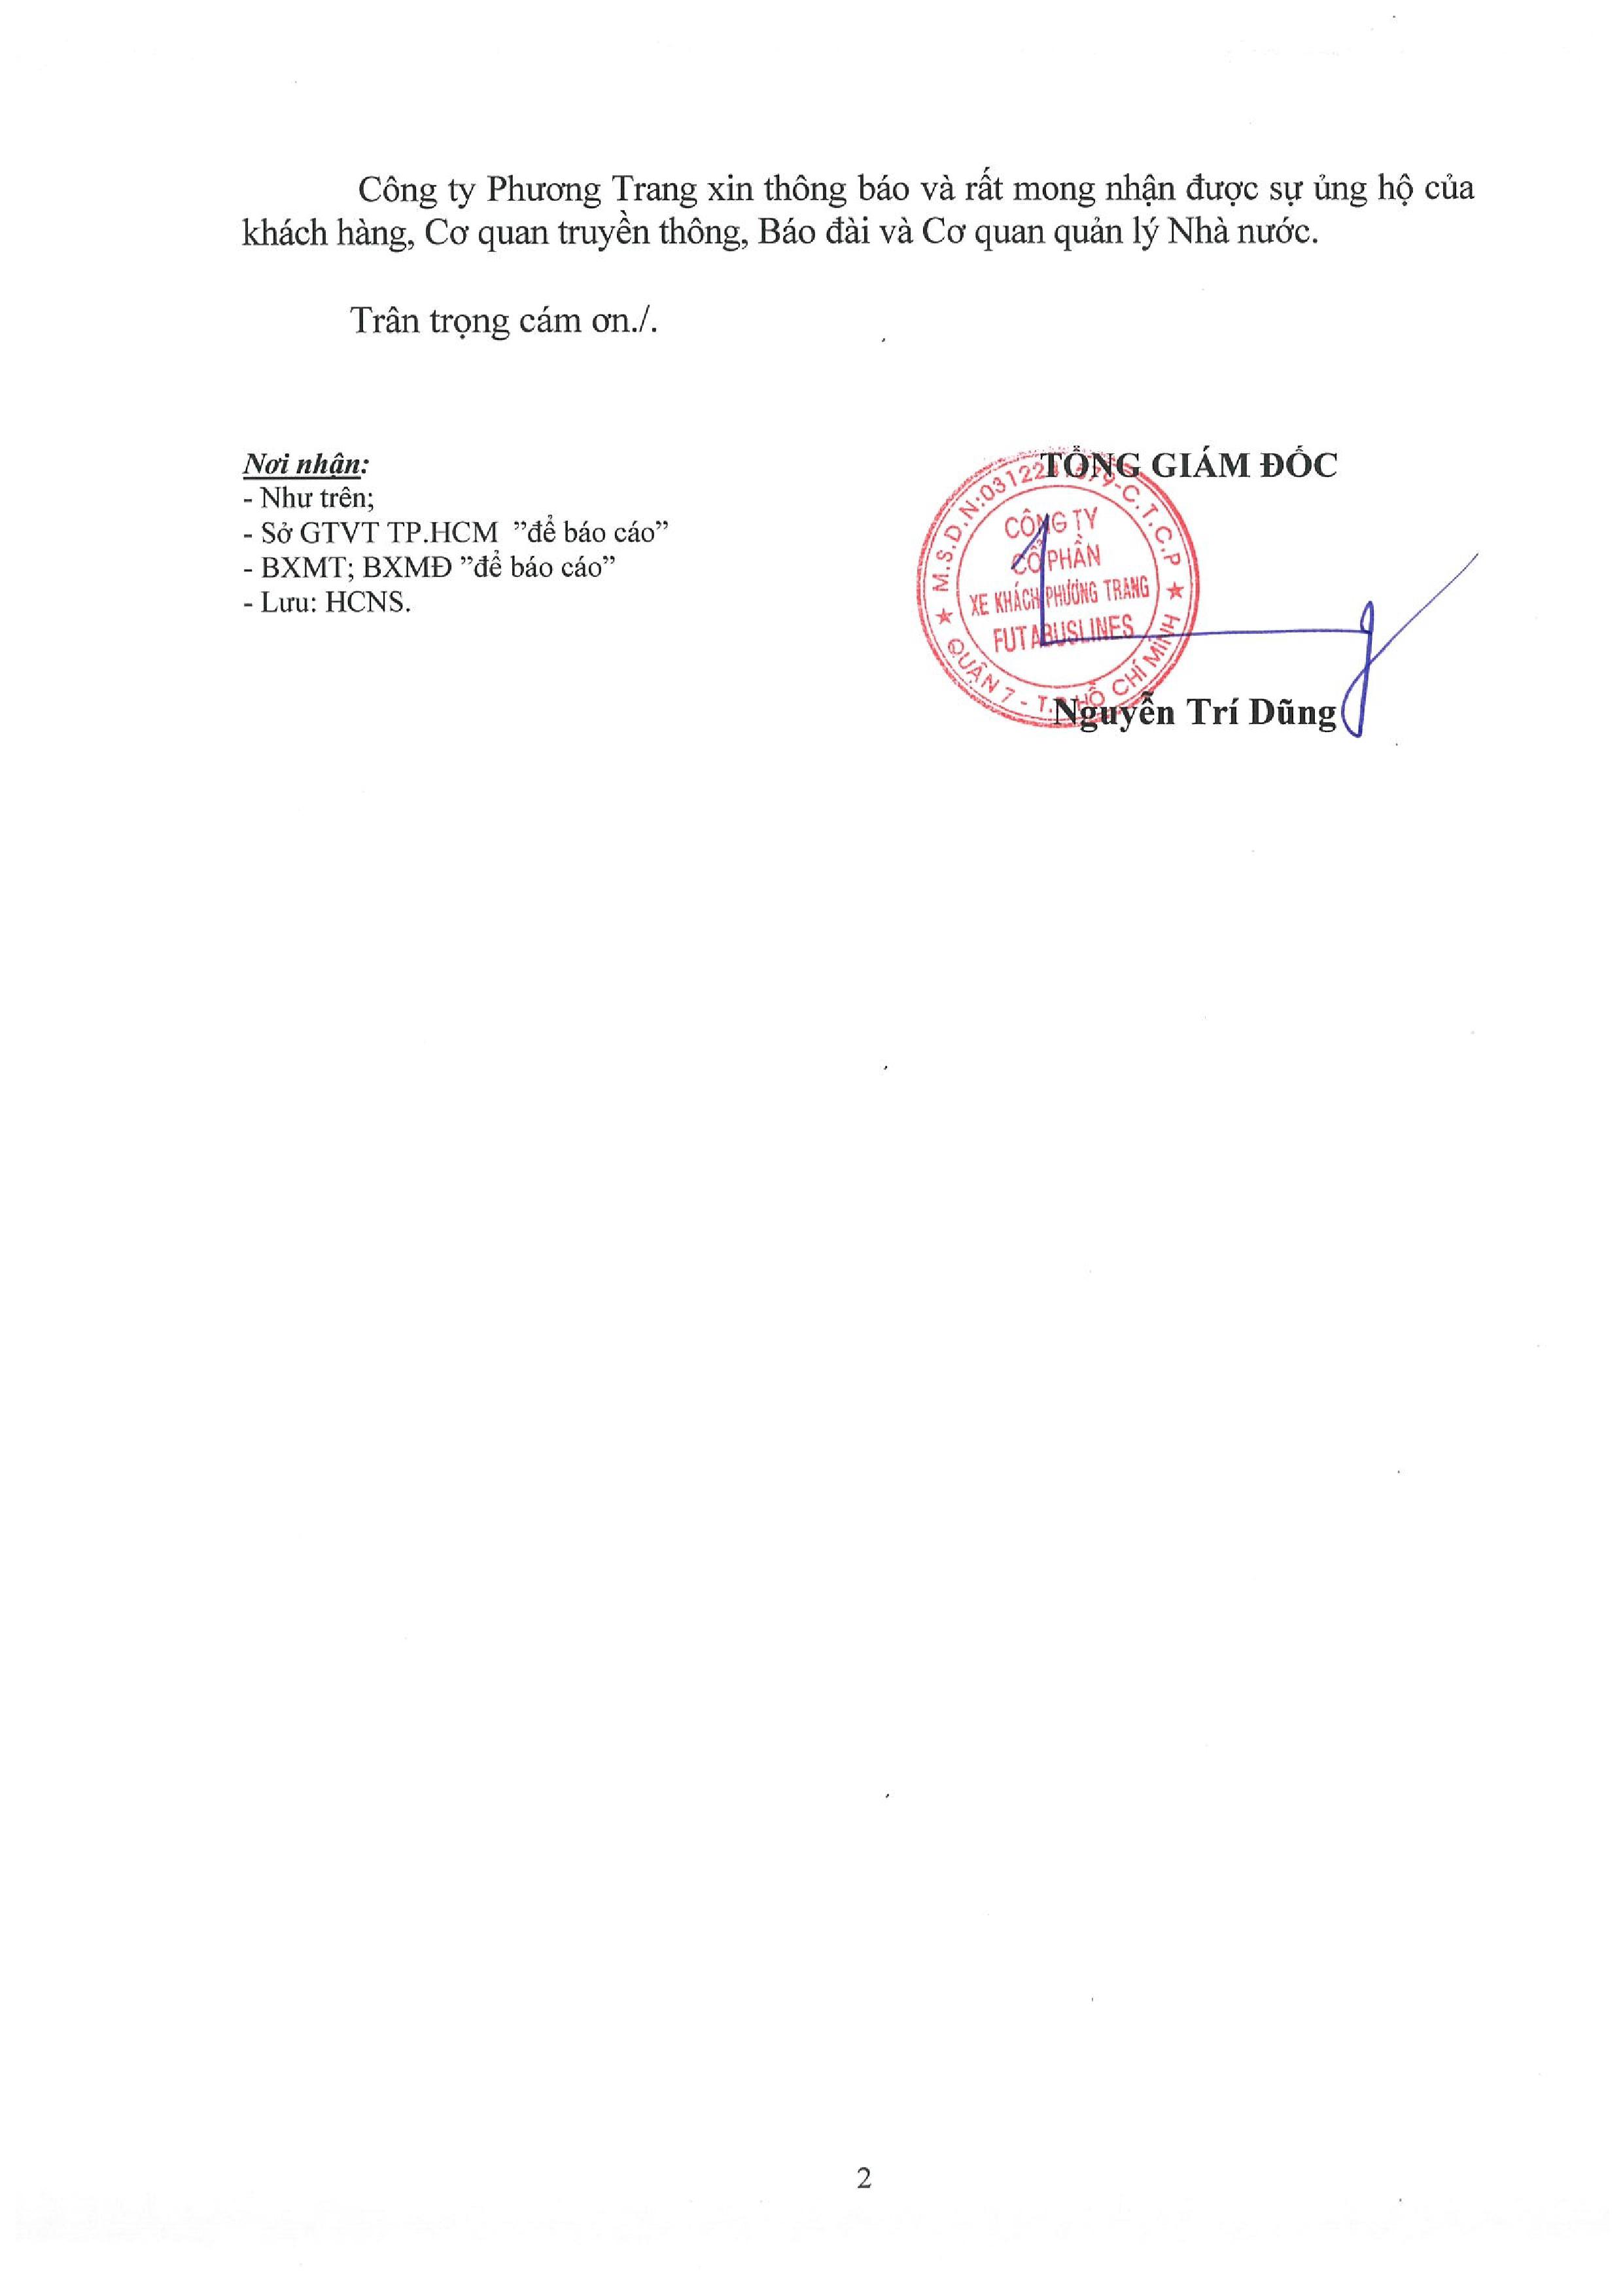 Công ty Phương Trang xin thông báo và rất mong nhận được sự ủng hộ của
khách hàng, Cơ quan truyền thông, Báo đài và Cơ quan quản lý Nhà nước.
Trân trọng cám ơn./.
Nơi nhận:
- Như trên;
- Sở GTVT TP.HCM ”để báo cáo”
- BXMT; BXMĐ ”để báo cáo”
- Lưu: HCNS.
TỔNG GIÁM ĐỐC
CÔNG TY
CỔ PHẦN
XE KHÁCH PHƯƠNG TRANG
FUTABUSLINES
QUẬN 7 - T.P HỒ CHÍ MINH
Nguyễn Trí Dũng
2